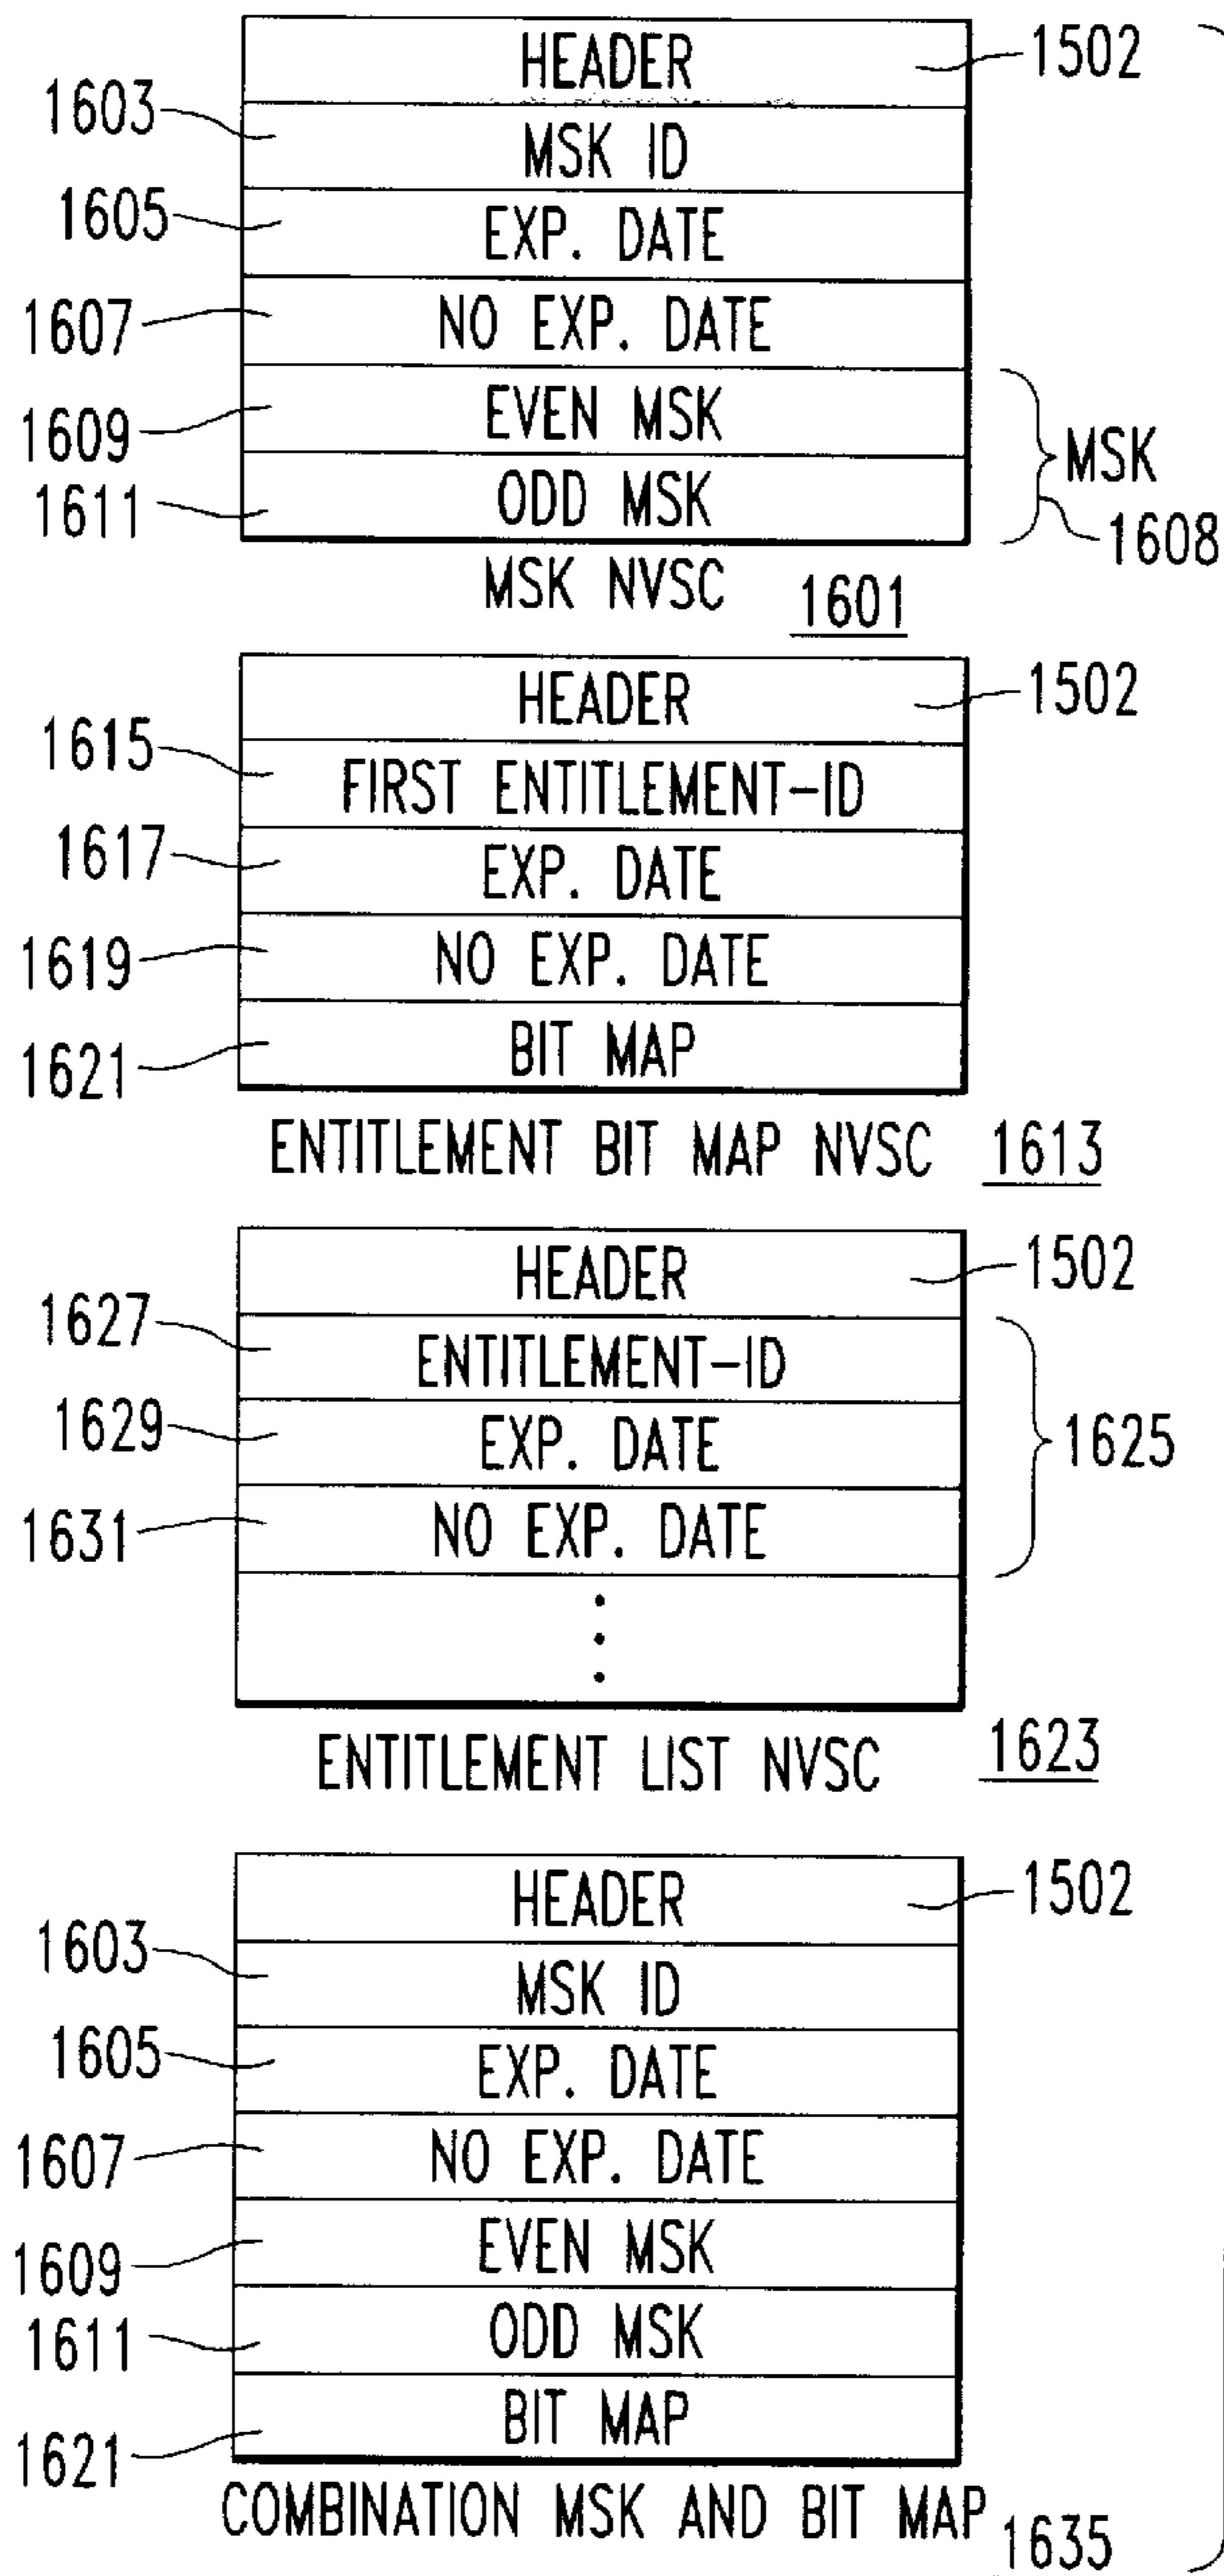 HEADER 1502
1603 MSK ID
1605 EXP. DATE
1607 NO EXP. DATE
1609 EVEN MSK
MSK
1611 ODD MSK
1608
MSK NVSC 1601
HEADER 1502
1615 FIRST ENTITLEMENT-ID
1617 EXP. DATE
1619 NO EXP. DATE
1621 BIT MAP
ENTITLEMENT BIT MAP NVSC 1613
HEADER 1502
1627 ENTITLEMENT-ID
1629 EXP. DATE 1625
1631 NO EXP. DATE
ENTITLEMENT LIST NVSC 1623
HEADER 1502
1603 MSK ID
1605 EXP. DATE
1607 NO EXP. DATE
1609 EVEN MSK
1611 ODD MSK
1621 BIT MAP
COMBINATION MSK AND BIT MAP 1635